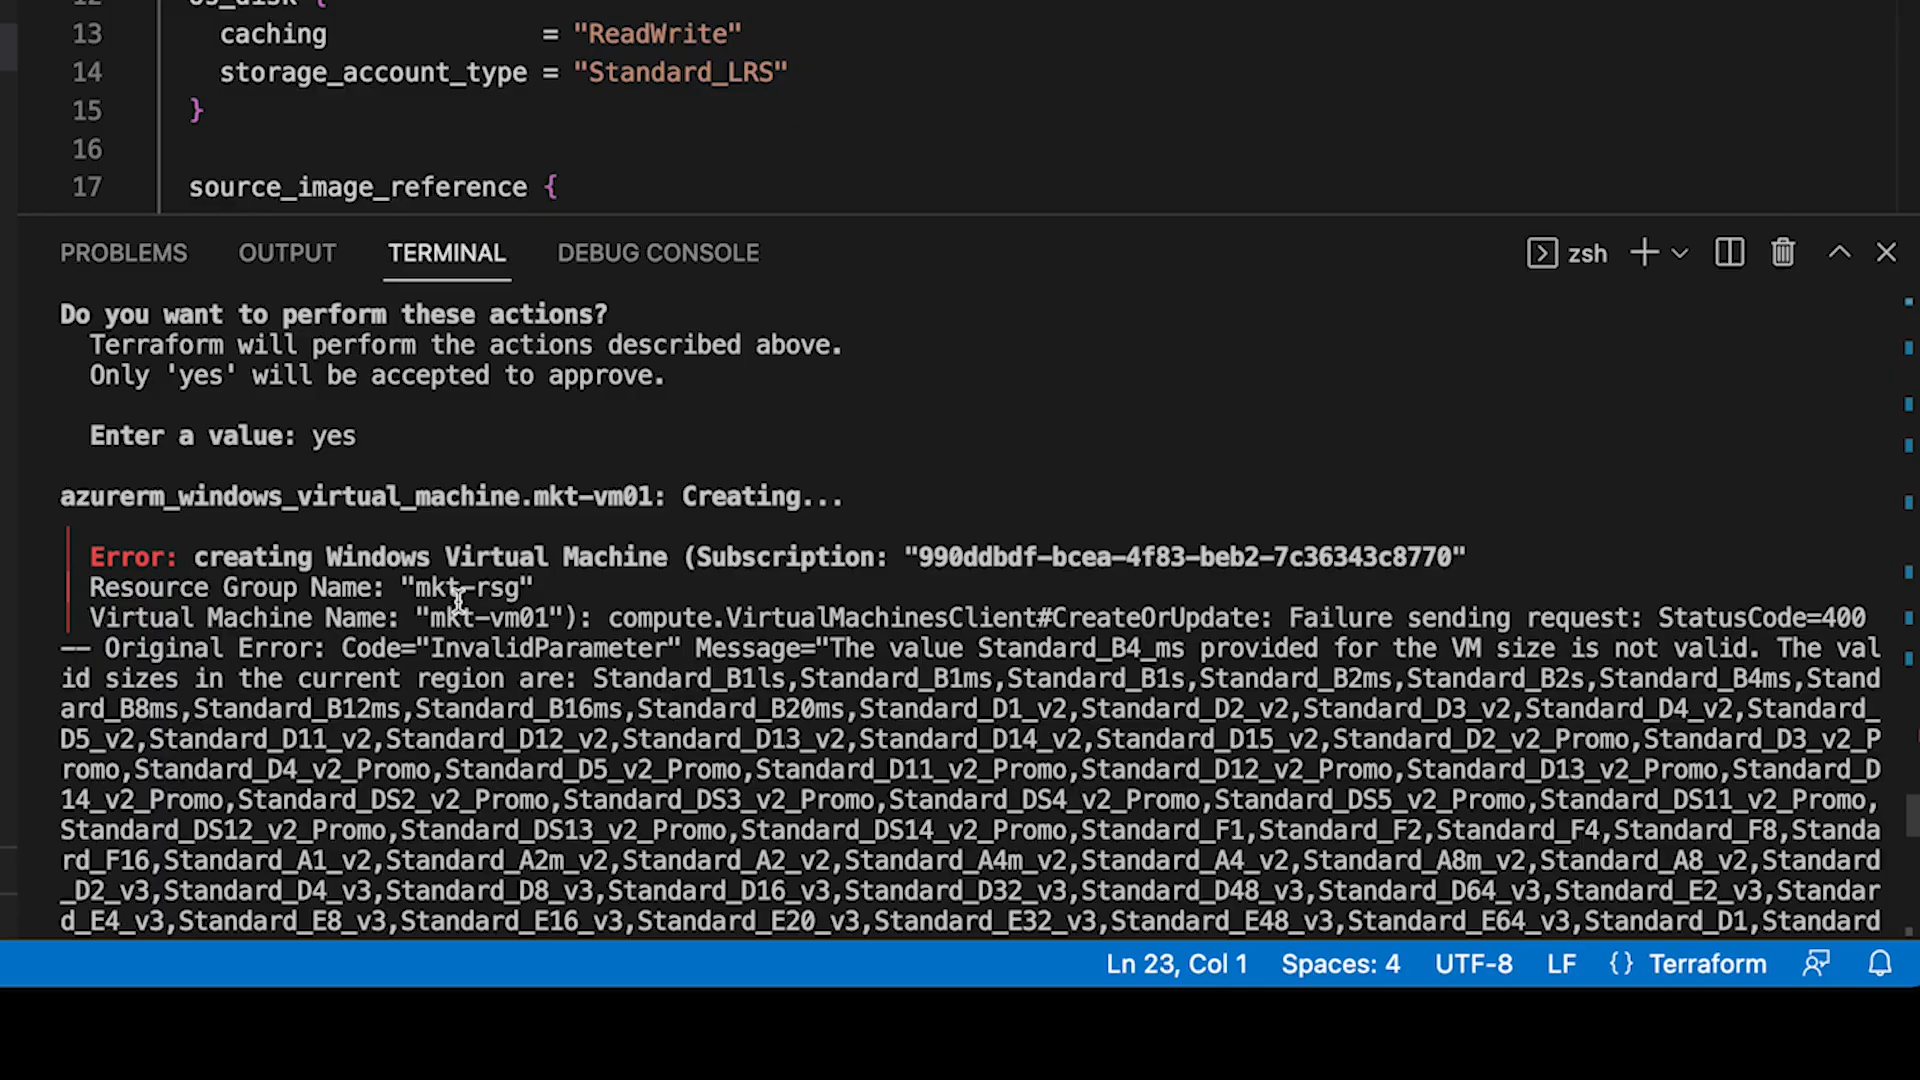 12 os_disk {
13 caching = "ReadWrite"
14 storage_account_type = "Standard_LRS"
15 }
16
17 source_image_reference {
PROBLEMS OUTPUT TERMINAL DEBUG CONSOLE zsh
Do you want to perform these actions?
Terraform will perform the actions described above.
Only 'yes' will be accepted to approve.
Enter a value: yes
azurerm_windows_virtual_machine.mkt-vm01: Creating...
Error: creating Windows Virtual Machine (Subscription: "990ddbdf-bcea-4f83-beb2-7c36343c8770"
Resource Group Name: "mkt-rsg"
Virtual Machine Name: "mkt-vm01"): compute.VirtualMachinesClient#CreateOrUpdate: Failure sending request: StatusCode=400
-- Original Error: Code="InvalidParameter" Message="The value Standard_B4_ms provided for the VM size is not valid. The val
id sizes in the current region are: Standard_B1ls,Standard_B1ms,Standard_B1s,Standard_B2ms,Standard_B2s,Standard_B4ms,Stand
ard_B8ms,Standard_B12ms,Standard_B16ms,Standard_B20ms,Standard_D1_v2,Standard_D2_v2,Standard_D3_v2,Standard_D4_v2,Standard_
D5_v2,Standard_D11_v2,Standard_D12_v2,Standard_D13_v2,Standard_D14_v2,Standard_D15_v2,Standard_D2_v2_Promo,Standard_D3_v2_P
romo,Standard_D4_v2_Promo,Standard_D5_v2_Promo,Standard_D11_v2_Promo,Standard_D12_v2_Promo,Standard_D13_v2_Promo,Standard_D
14_v2_Promo,Standard_DS2_v2_Promo,Standard_DS3_v2_Promo,Standard_DS4_v2_Promo,Standard_DS5_v2_Promo,Standard_DS11_v2_Promo,
Standard_DS12_v2_Promo,Standard_DS13_v2_Promo,Standard_DS14_v2_Promo,Standard_F1,Standard_F2,Standard_F4,Standard_F8,Standa
rd_F16,Standard_A1_v2,Standard_A2m_v2,Standard_A2_v2,Standard_A4m_v2,Standard_A4_v2,Standard_A8m_v2,Standard_A8_v2,Standard
_D2_v3,Standard_D4_v3,Standard_D8_v3,Standard_D16_v3,Standard_D32_v3,Standard_D48_v3,Standard_D64_v3,Standard_E2_v3,Standar
d_E4_v3,Standard_E8_v3,Standard_E16_v3,Standard_E20_v3,Standard_E32_v3,Standard_E48_v3,Standard_E64_v3,Standard_D1,Standard
Ln 23, Col 1 Spaces: 4 UTF-8 LF {} Terraform